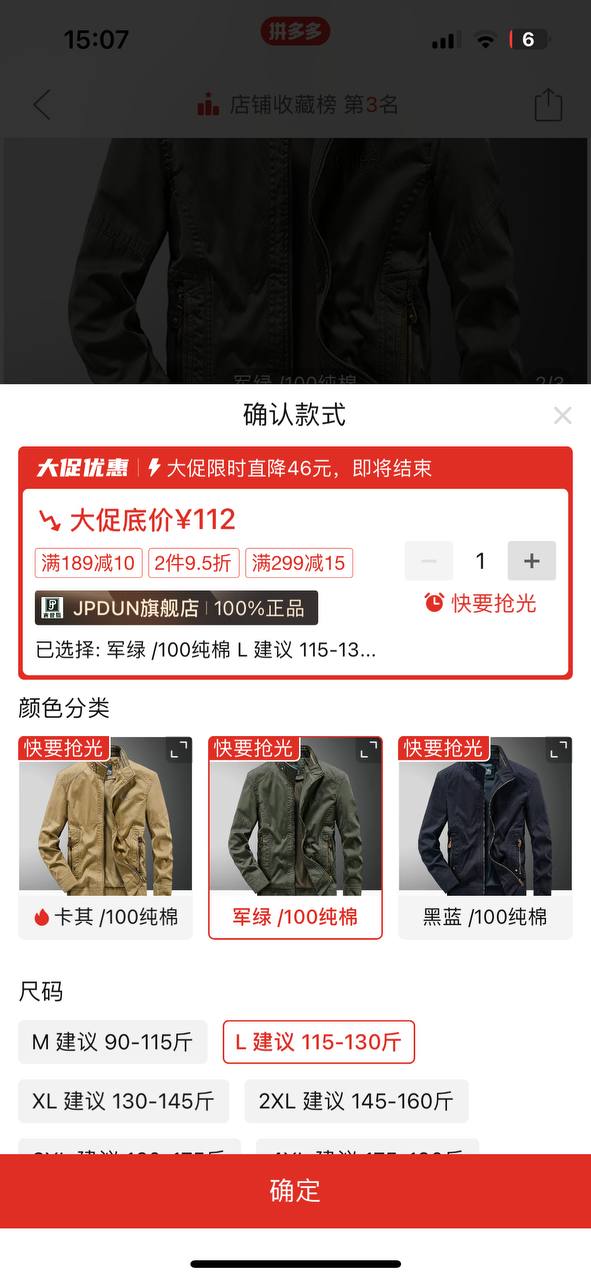 15:07
拼多多
6
店铺收藏榜 第3名
军绿 /100纯棉
2/3
确认款式
大促优惠 大促限时直降46元，即将结束
大促底价¥112
满189减10 2件9.5折 满299减15
1
JPDUN旗舰店 100%正品
快要抢光
已选择: 军绿 /100纯棉 L 建议 115-13...
颜色分类
快要抢光 快要抢光 快要抢光
卡其 /100纯棉 军绿 /100纯棉 黑蓝 /100纯棉
尺码
M 建议 90-115斤 L 建议 115-130斤
XL 建议 130-145斤 2XL 建议 145-160斤
确定